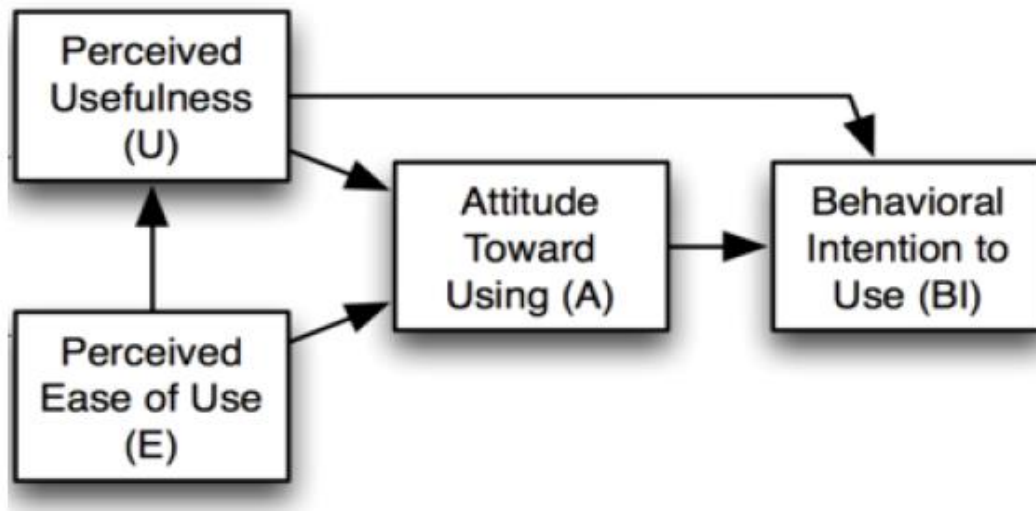 Perceived
Usefulness
(U)
Attitude
Toward
Using (A)
Behavioral
Intention to
Use (BI)
Perceived
Ease of Use
(E)